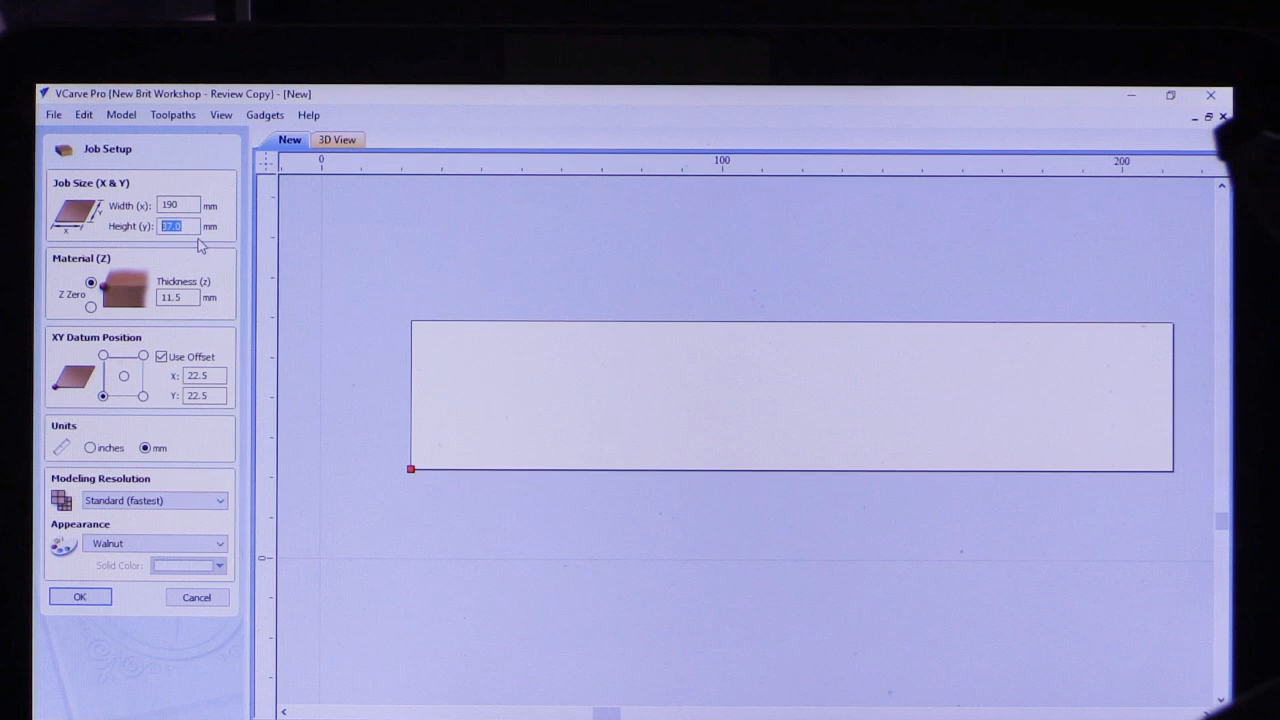 VCarve Pro {New Brit Workshop - Review Copy} - [New]
File Edit Model Toolpaths View Gadgets Help
New 3D View
Job Setup
0 100 200
Job Size (X & Y)
Width (x): 190 mm
Height (y): 37.0 mm
Y
X
Material (Z)
Thickness (z)
Z Zero
11.5 mm
XY Datum Position
Use Offset
X: 22.5
Y: 22.5
Units
inches mm
Modeling Resolution
Standard (fastest)
Appearance
Walnut
Solid Color:
0
OK Cancel